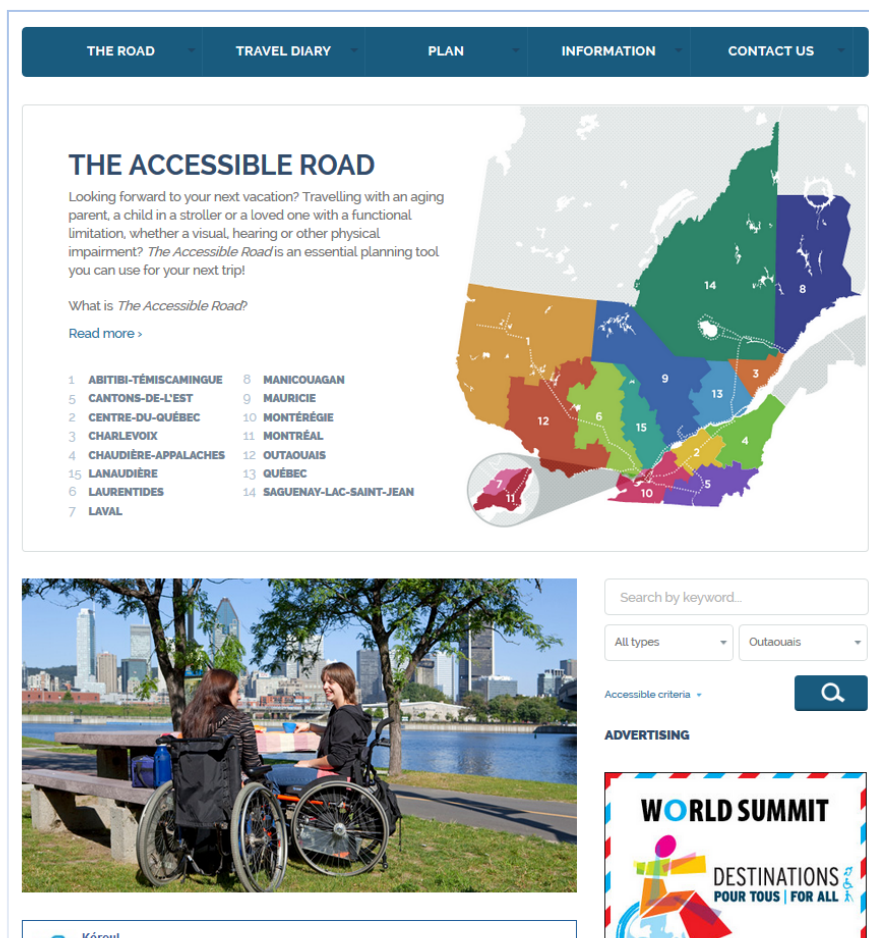 THE ROAD
TRAVEL DIARY
PLAN
INFORMATION
CONTACT US
THE ACCESSIBLE ROAD
Looking forward to your next vacation? Travelling with an aging
parent, a child in a stroller or a loved one with a functional
limitation, whether a visual, hearing or other physical
impairment? The Accessible Road is an essential planning tool
you can use for your next trip!
What is The Accessible Road?
Read more ›
1 ABITIBI-TÉMISCAMINGUE
5 CANTONS-DE-L'EST
2 CENTRE-DU-QUÉBEC
3 CHARLEVOIX
4 CHAUDIÈRE-APPALACHES
15 LANAUDIÈRE
6 LAURENTIDES
7 LAVAL
8 MANICOUAGAN
9 MAURICIE
10 MONTÉRÉGIE
11 MONTRÉAL
12 OUTAOUAIS
13 QUÉBEC
14 SAGUENAY-LAC-SAINT-JEAN
14
8
1
3
9
13
12
6
15
4
2
5
7
11
10
Search by keyword...
All types
Outaouais
Accessible criteria
ADVERTISING
WORLD SUMMIT
DESTINATIONS
POUR TOUS | FOR ALL
Kéroul